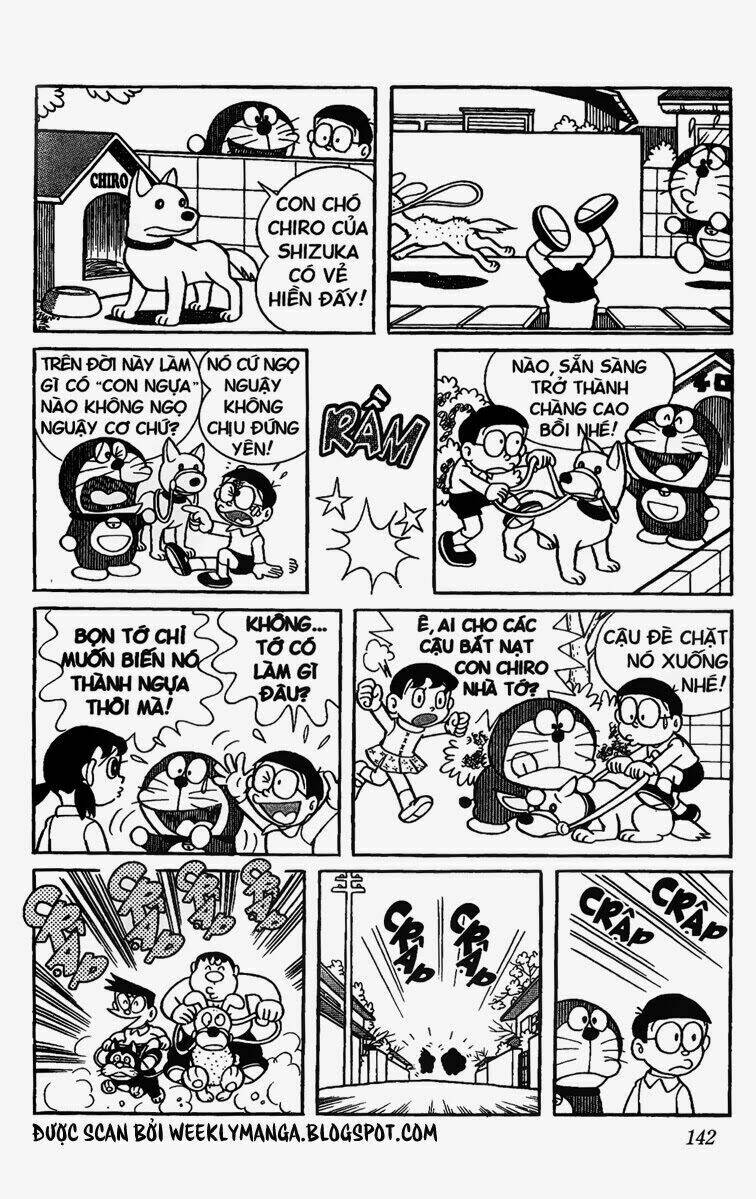 CHIRO
CON CHÓ
CHIRO CỦA
SHIZUKA
CÓ VẺ
HIỀN ĐẤY!
NÀO, SẴN SÀNG
TRỞ THÀNH
CHÀNG CAO
BỒI NHÉ!
RẦM
NÓ CỨ NGỌ
NGUẬY
KHÔNG
CHỊU ĐỨNG
YÊN!
TRÊN ĐỜI NÀY LÀM
GÌ CÓ "CON NGỰA"
NÀO KHÔNG NGỌ
NGUẬY CƠ CHỨ?
CẬU ĐÈ CHẶT
NÓ XUỐNG
NHÉ!
Ê, AI CHO CÁC
CẬU BẮT NẠT
CON CHIRO
NHÀ TỚ?
KHÔNG...
TỚ CÓ
LÀM GÌ
ĐÂU?
BỌN TỚ CHỈ
MUỐN BIẾN NÓ
THÀNH NGỰA
THÔI MÀ!
CRẬP
CRẬP
CRẬP
CRẬP
CRẬP
CRẬP
CRẬP
CRẬP
ĐƯỢC SCAN BỞI WEEKLYMANGA.BLOGSPOT.COM
142